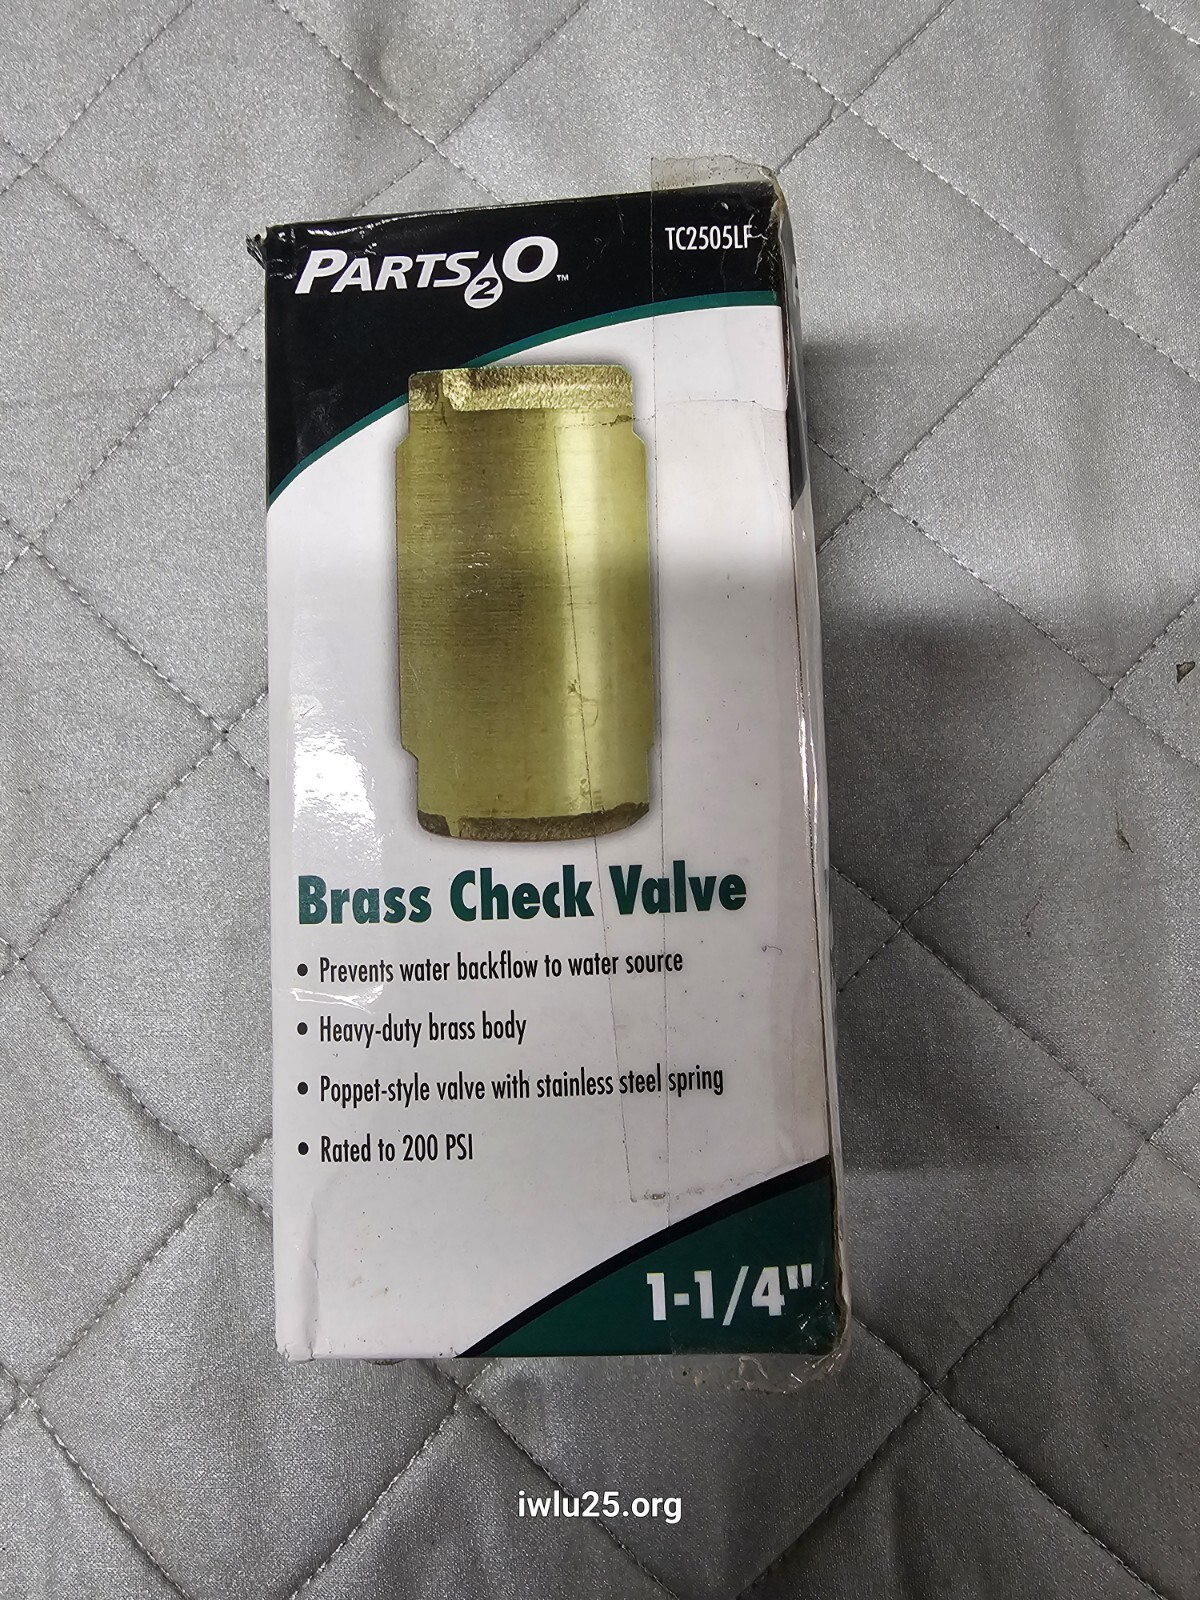 PARTS2O™
TC2505LF
Brass Check Valve
• Prevents water backflow to water source
• Heavy-duty brass body
• Poppet-style valve with stainless steel spring
• Rated to 200 PSI
1-1/4"
iwlu25.org